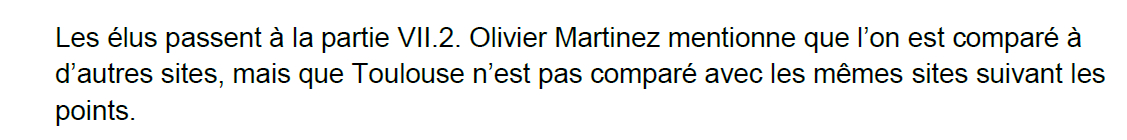 Les élus passent à la partie VII.2. Olivier Martinez mentionne que l’on est comparé à
d’autres sites, mais que Toulouse n’est pas comparé avec les mêmes sites suivant les
points.